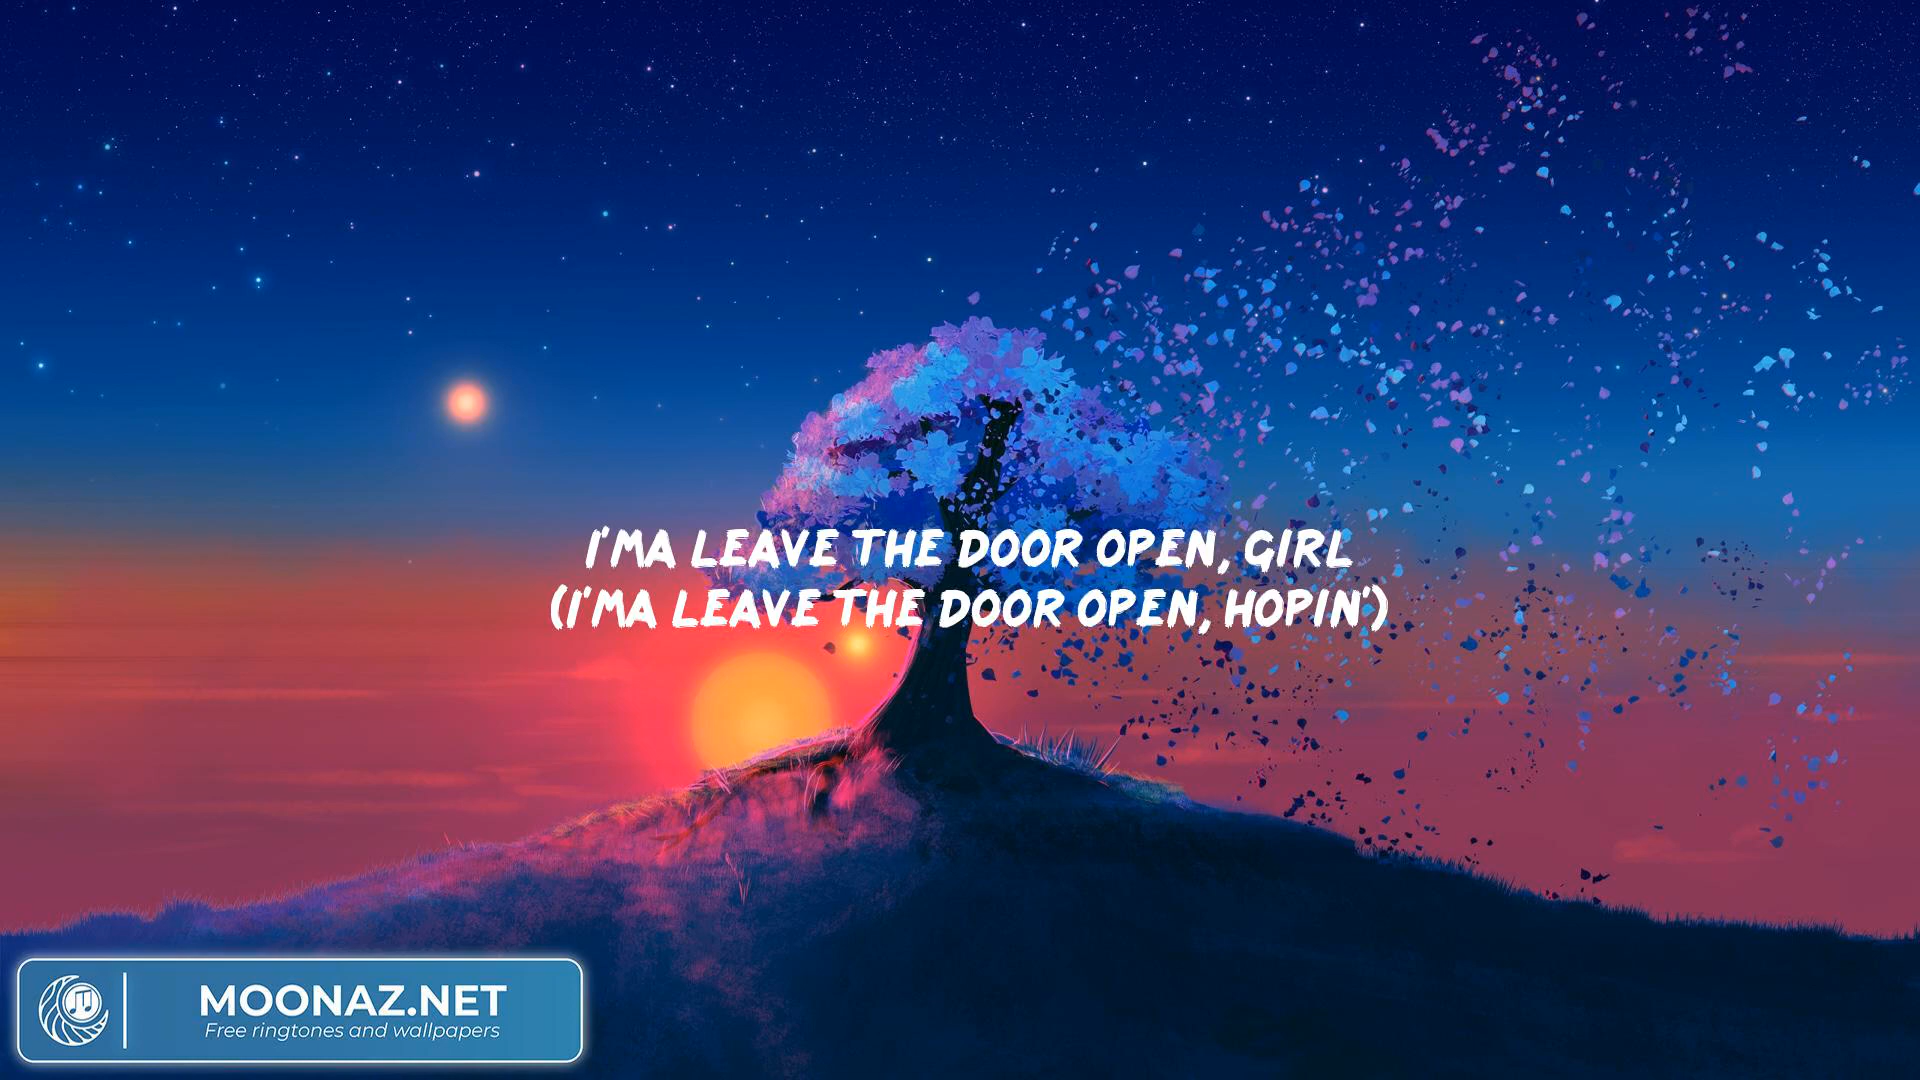 I'MA LEAVE THE DOOR OPEN, GIRL
(I'MA LEAVE THE DOOR OPEN, HOPIN')
MOONAZ.NET
Free ringtones and wallpapers